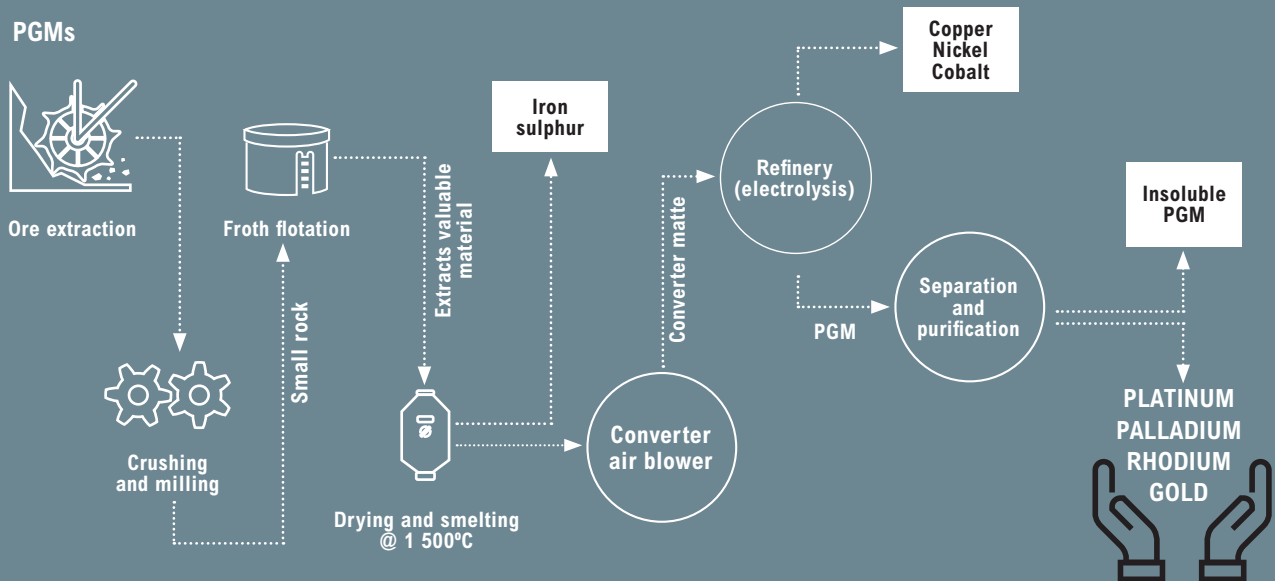 PGMs
Ore extraction
Crushing
and milling
Small rock
Froth flotation
Extracts valuable
material
Drying and smelting
@ 1 500ºC
Iron
sulphur
Converter
air blower
Converter matte
Refinery
(electrolysis)
Copper
Nickel
Cobalt
PGM
Separation
and
purification
Insoluble
PGM
PLATINUM
PALLADIUM
RHODIUM
GOLD